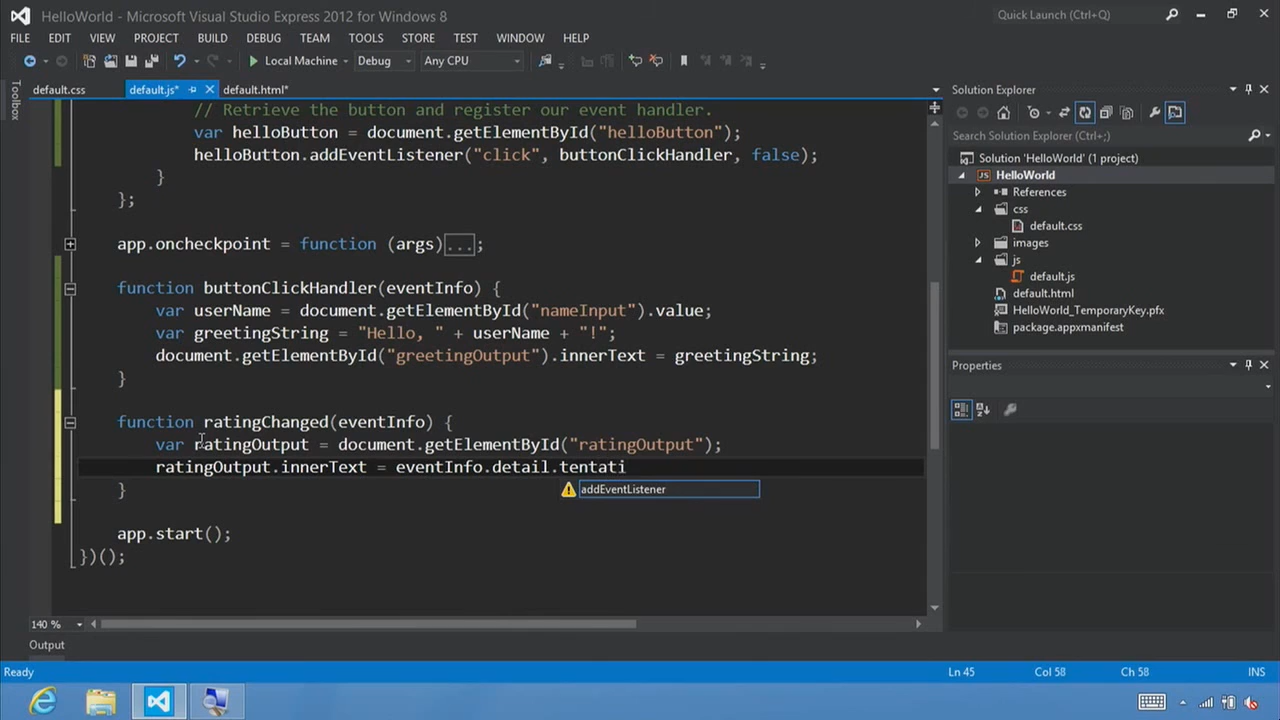 HelloWorld - Microsoft Visual Studio Express 2012 for Windows 8
Quick Launch (Ctrl+Q)
FILE EDIT VIEW PROJECT BUILD DEBUG TEAM TOOLS STORE TEST WINDOW HELP
Local Machine Debug Any CPU
Toolbox
default.css default.js* default.html*
// Retrieve the button and register our event handler.
var helloButton = document.getElementById("helloButton");
helloButton.addEventListener("click", buttonClickHandler, false);
}
};
app.oncheckpoint = function (args)...;
function buttonClickHandler(eventInfo) {
var userName = document.getElementById("nameInput").value;
var greetingString = "Hello, " + userName + "!";
document.getElementById("greetingOutput").innerText = greetingString;
}
function ratingChanged(eventInfo) {
var ratingOutput = document.getElementById("ratingOutput");
ratingOutput.innerText = eventInfo.detail.tentati
addEventListener
}
app.start();
})();
140 %
Output
Solution Explorer
Search Solution Explorer (Ctrl+;)
Solution 'HelloWorld' (1 project)
JS HelloWorld
References
css
default.css
images
js
default.js
default.html
HelloWorld_TemporaryKey.pfx
package.appxmanifest
Properties
Ready Ln 45 Col 58 Ch 58 INS